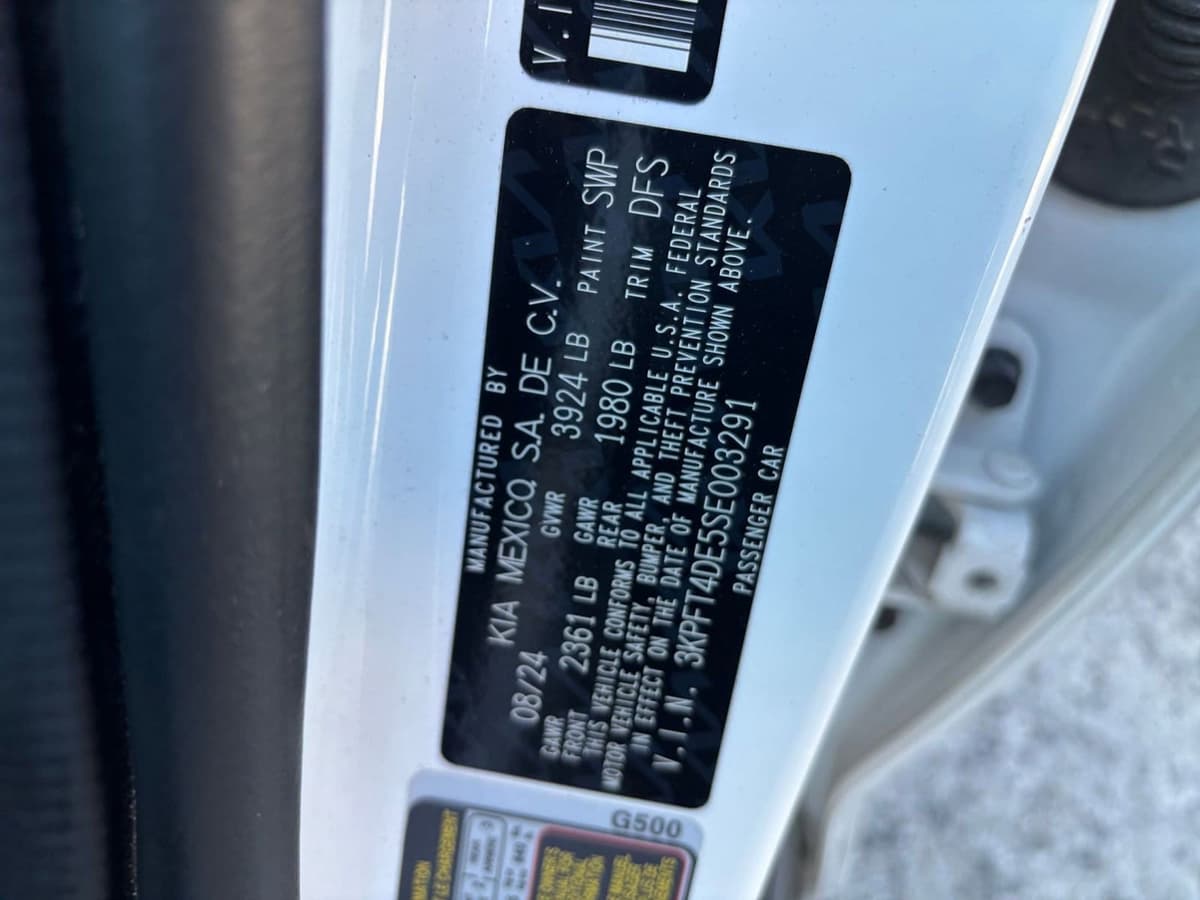 V.I
MANUFACTURED BY
KIA MEXICO, S.A. DE C.V.
08/24 GVWR 3924 LB PAINT SWP
GAWR FRONT 2361 LB GAWR REAR 1980 LB TRIM DFS
THIS VEHICLE CONFORMS TO ALL APPLICABLE U.S.A. FEDERAL
MOTOR VEHICLE SAFETY, BUMPER, AND THEFT PREVENTION STANDARDS
IN EFFECT ON THE DATE OF MANUFACTURE SHOWN ABOVE.
V.I.N. 3KPFT4DE5SE003291
PASSENGER CAR
G500
LE CHARGEMENT